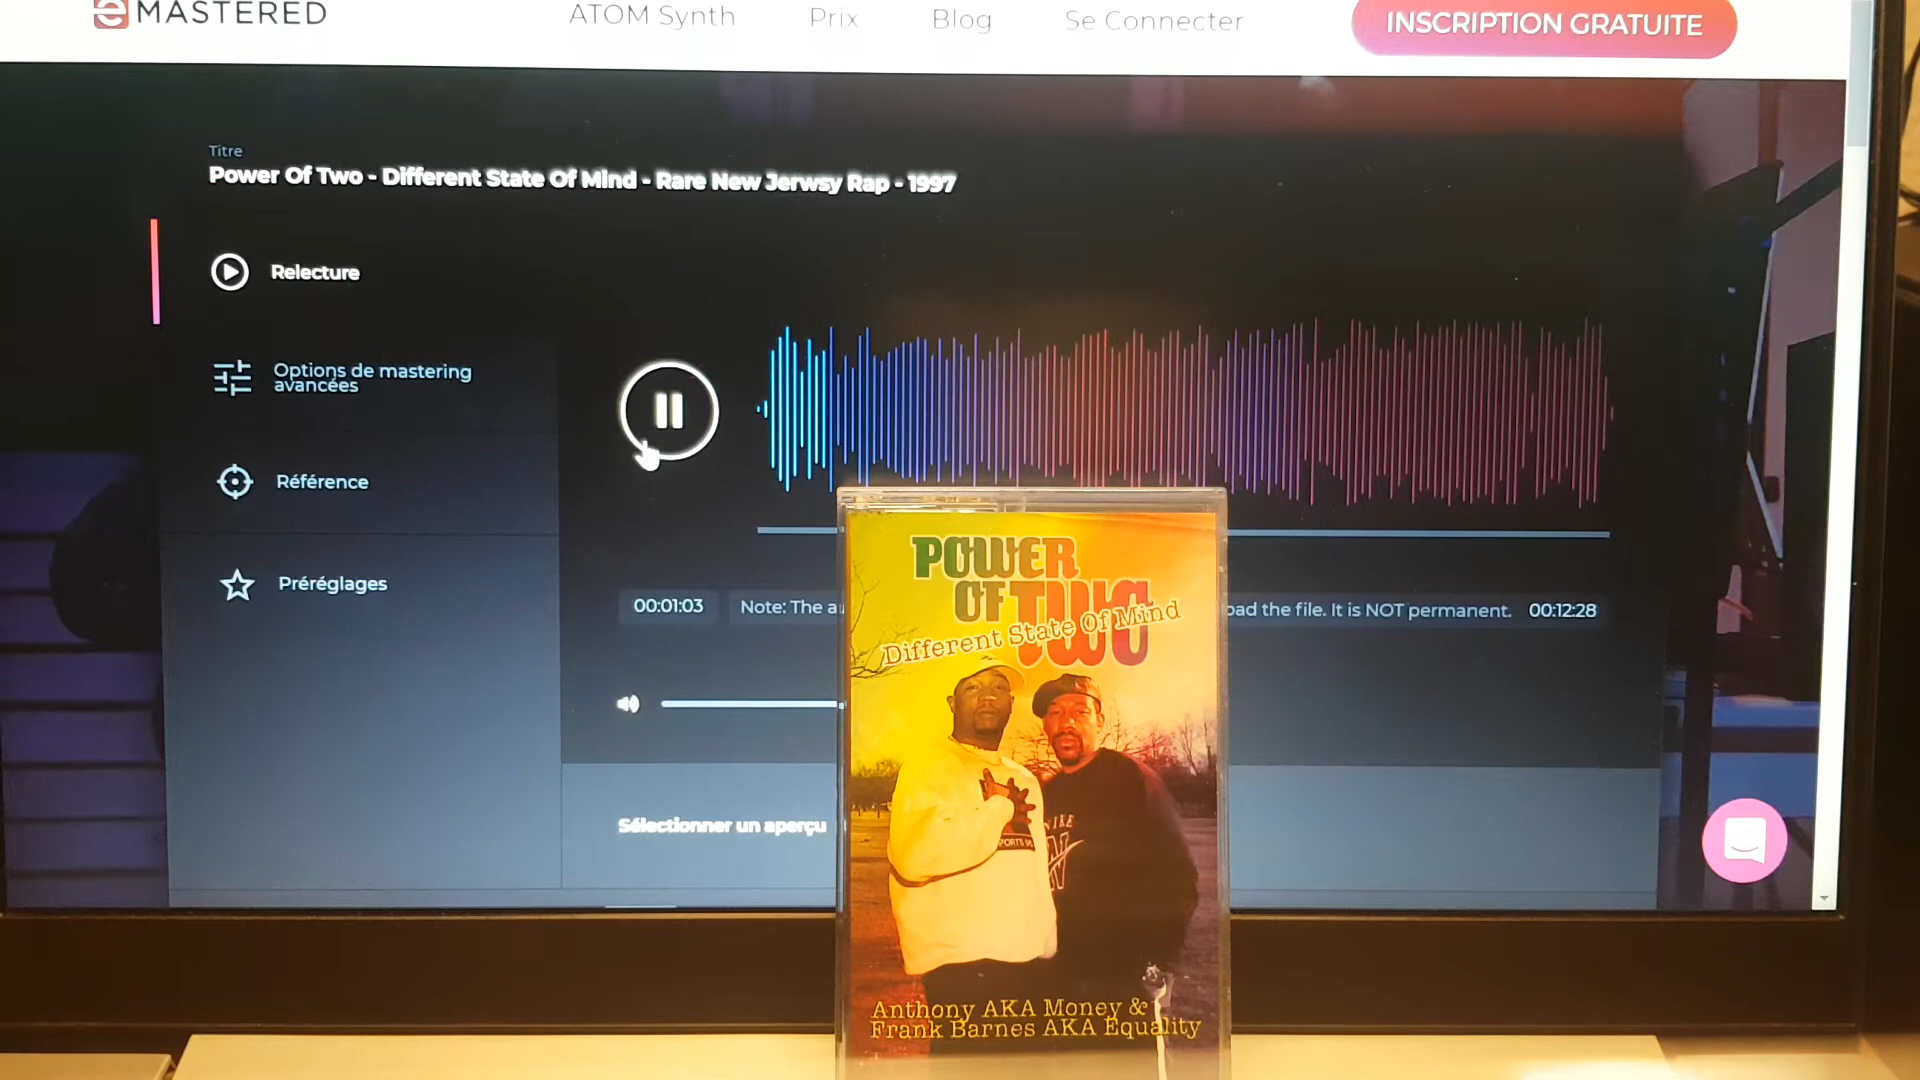 eMASTERED
ATOM Synth
Prix
Blog
Se Connecter
INSCRIPTION GRATUITE
Titre
Power Of Two - Different State Of Mind - Rare New Jerwsy Rap - 1997
Relecture
Options de mastering
avancées
Référence
Préréglages
00:01:03
Note: The
the file. It is NOT permanent.
00:12:28
Sélectionner un aperçu
POWER
OF TWO
Different State Of Mind
Anthony AKA Money &
Frank Barnes AKA Equality